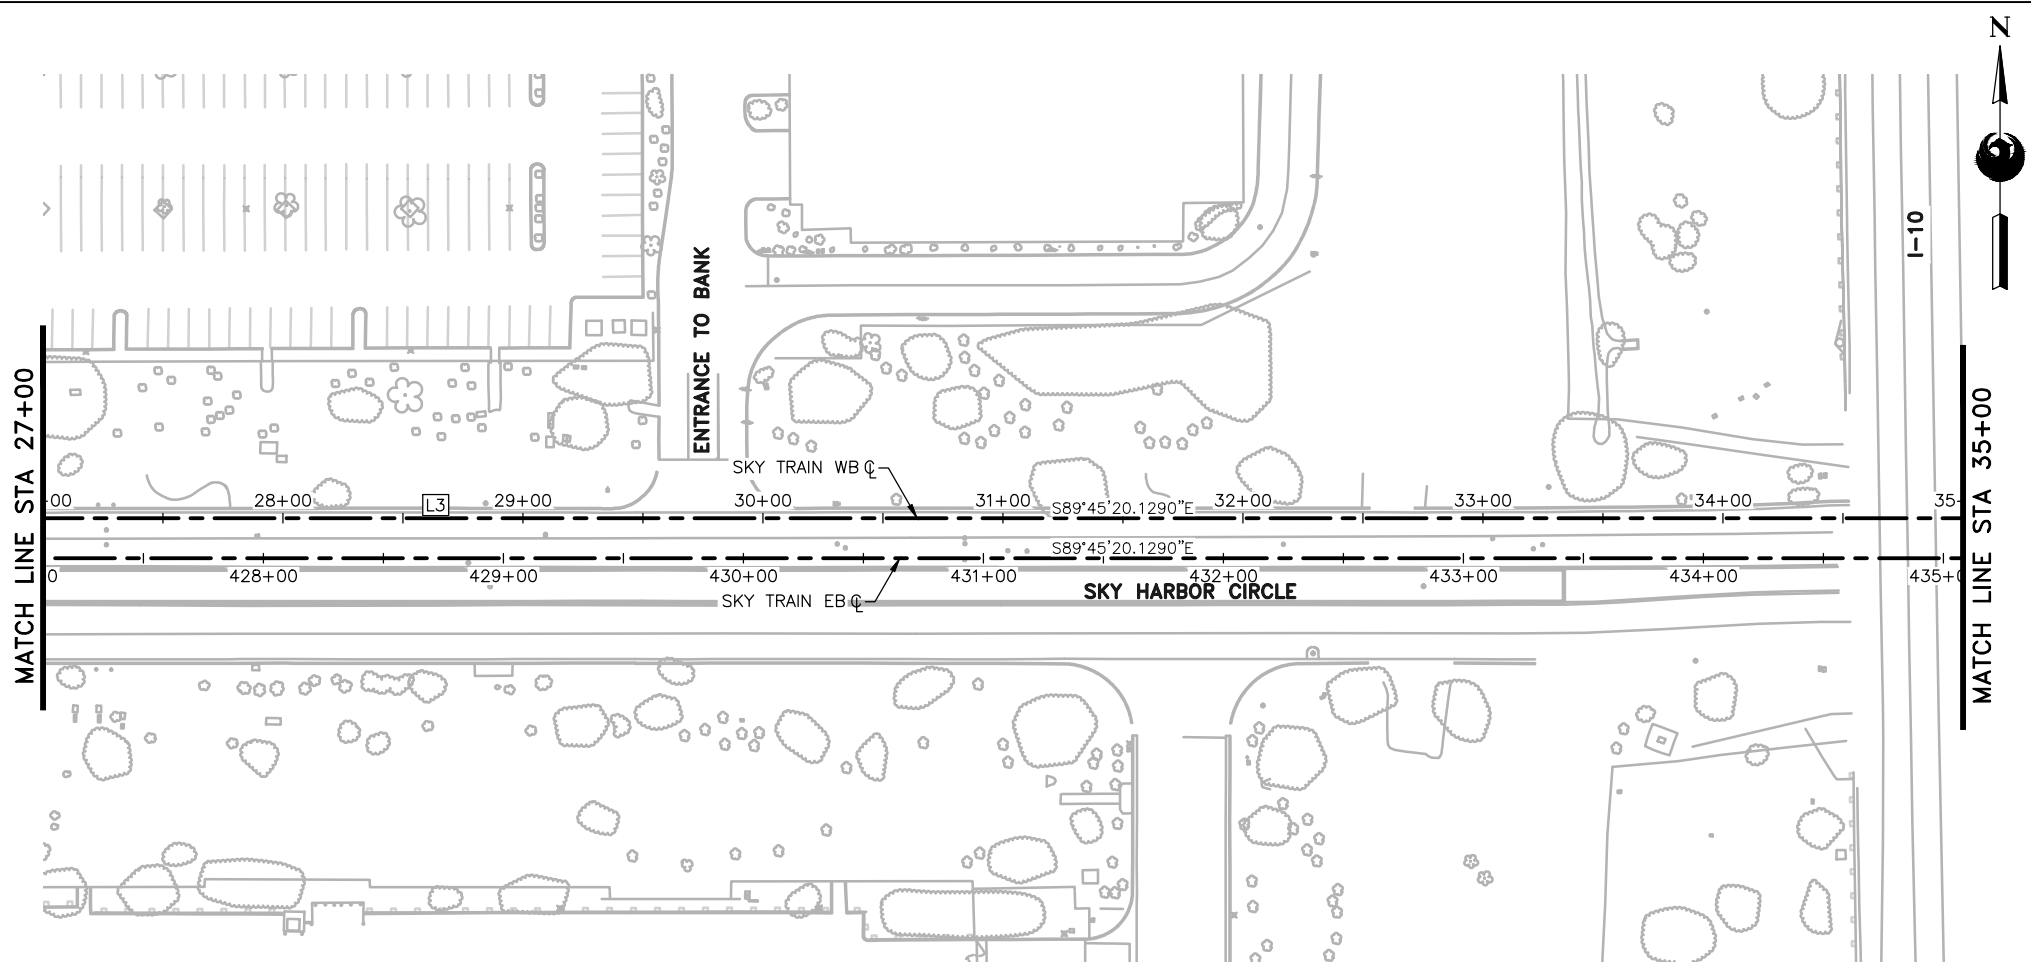 N
I-10
ENTRANCE TO BANK
MATCH LINE STA 27+00
MATCH LINE STA 35+00
SKY TRAIN WB ℄
+00 28+00 L3 29+00 30+00 31+00 32+00 33+00 34+00 35-
S89°45'20.1290"E
S89°45'20.1290"E
0 428+00 429+00 430+00 431+00 432+00 433+00 434+00 435+0
SKY HARBOR CIRCLE
SKY TRAIN EB ℄